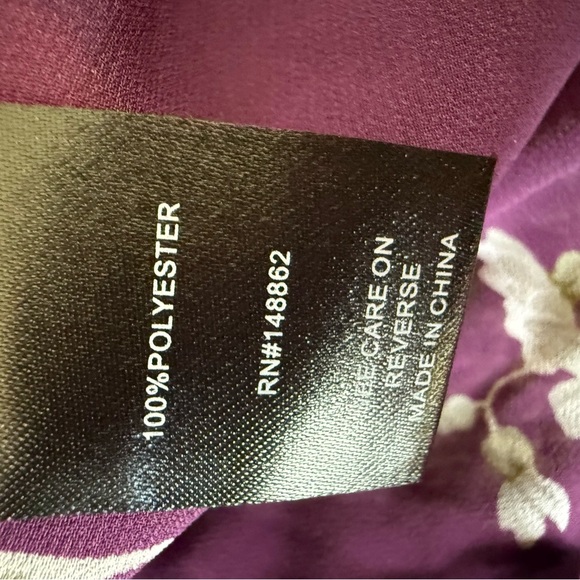 100%POLYESTER
RN#148862
CARE ON
REVERSE
MADE IN CHINA